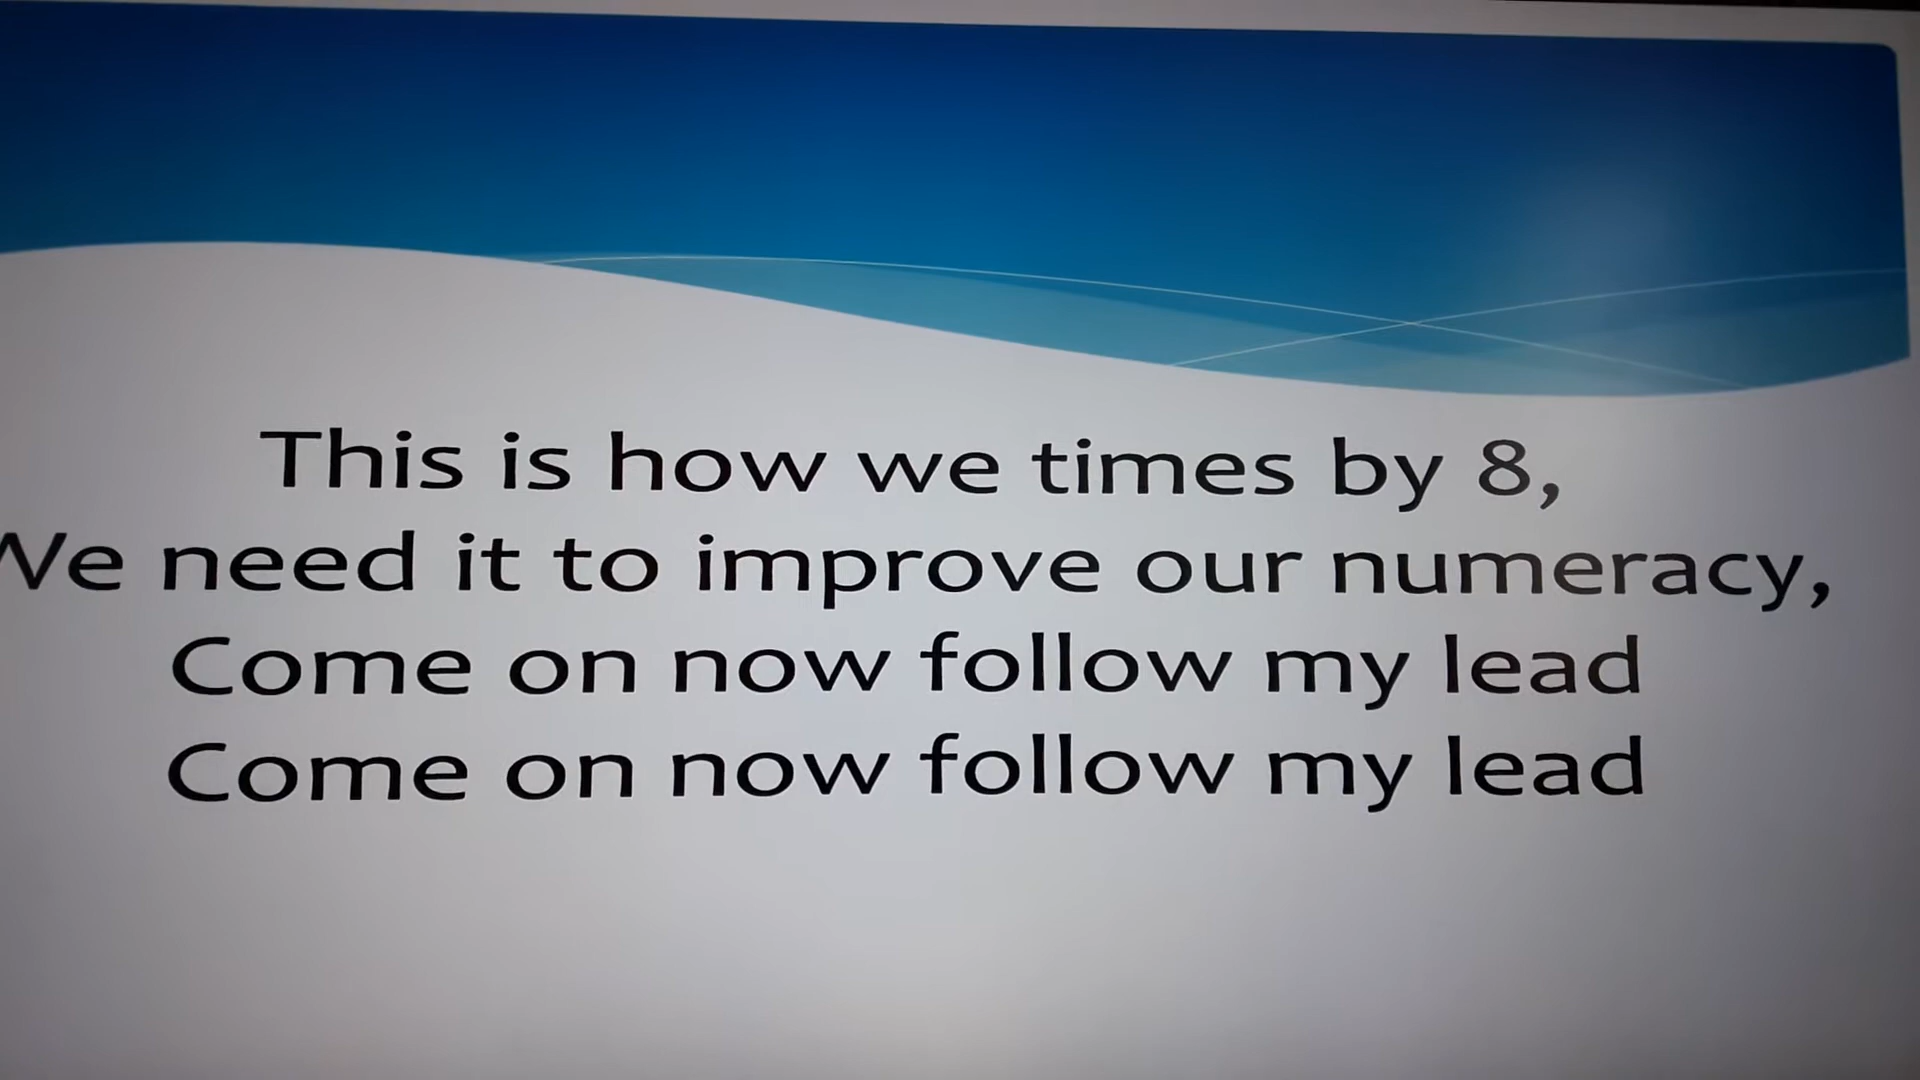 This is how we times by 8,
We need it to improve our numeracy,
Come on now follow my lead
Come on now follow my lead